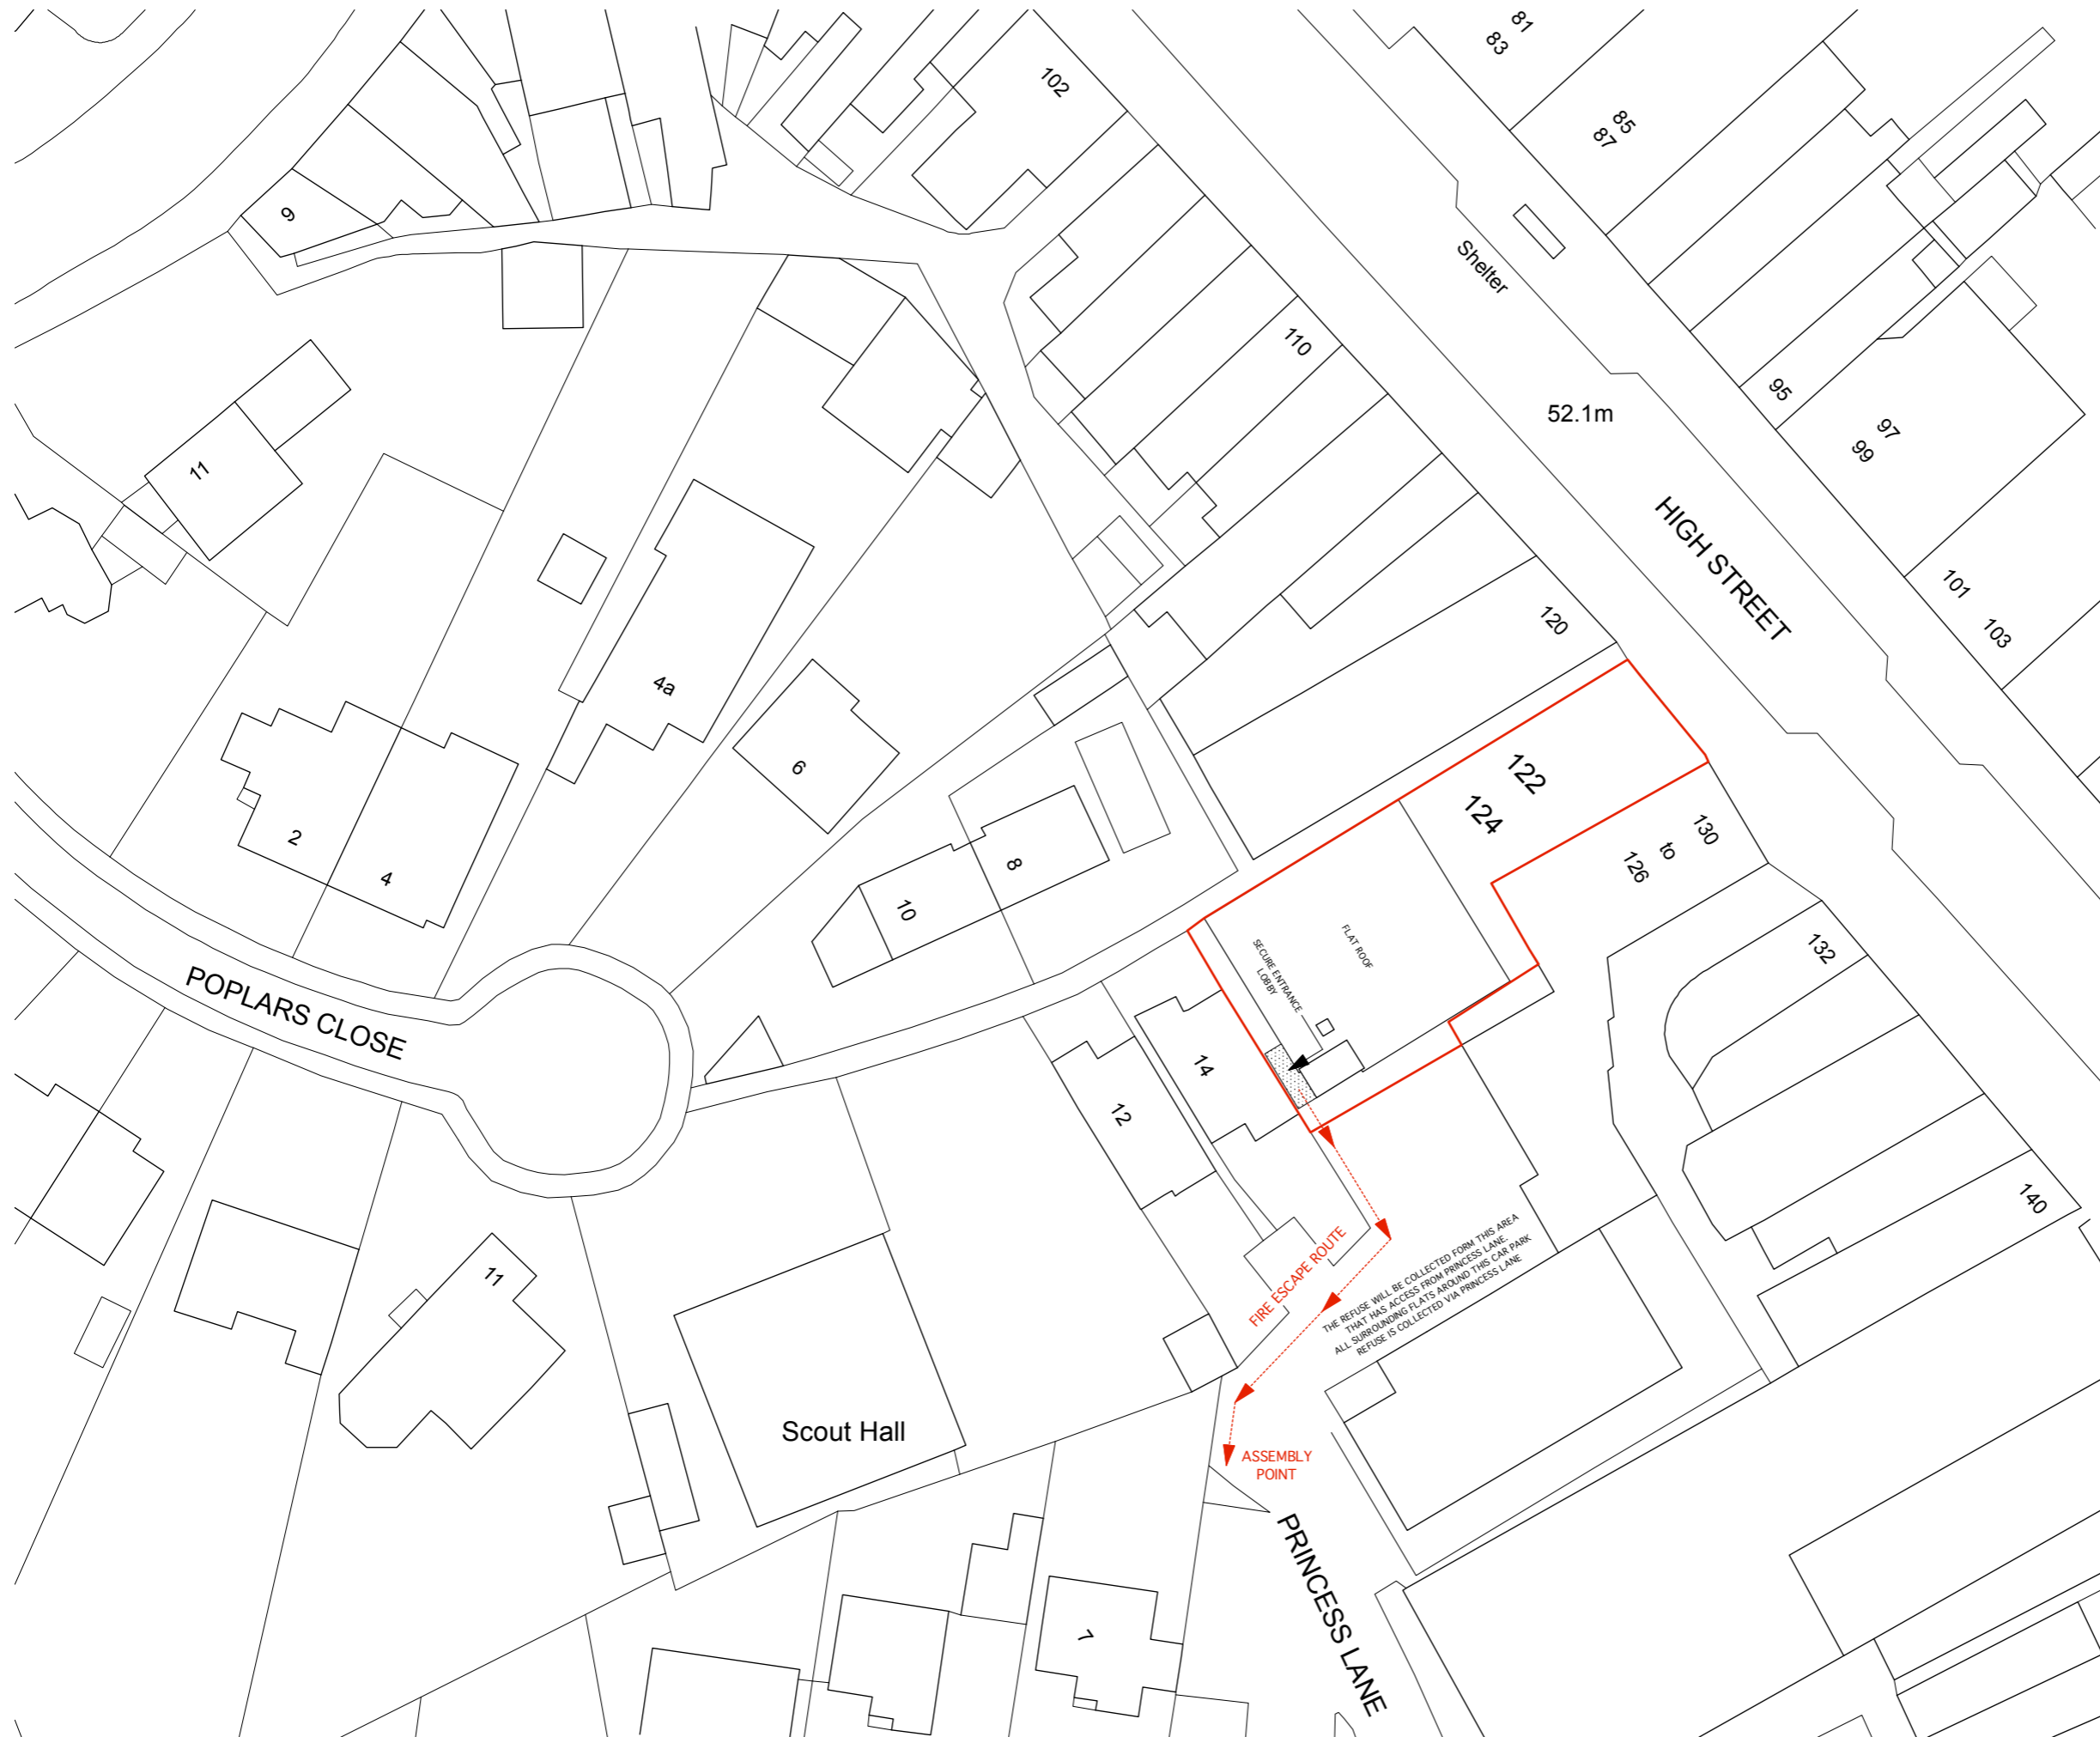 81
83
102
85
87
9
Shelter
110
95
52.1m
97
99
11
HIGH STREET
101
103
120
4a
6
122
124
130
to
126
2
4
8
10
132
FLAT ROOF
SECURE ENTRANCE
LOBBY
POPLARS CLOSE
14
12
140
11
FIRE ESCAPE ROUTE
THE REFUSE WILL BE COLLECTED FORM THIS AREA
THAT HAS ACCESS FROM PRINCESS LANE.
ALL SURROUNDING FLATS AROUND THIS CAR PARK
REFUSE IS COLLECTED VIA PRINCESS LANE
Scout Hall
ASSEMBLY
POINT
PRINCESS LANE
7